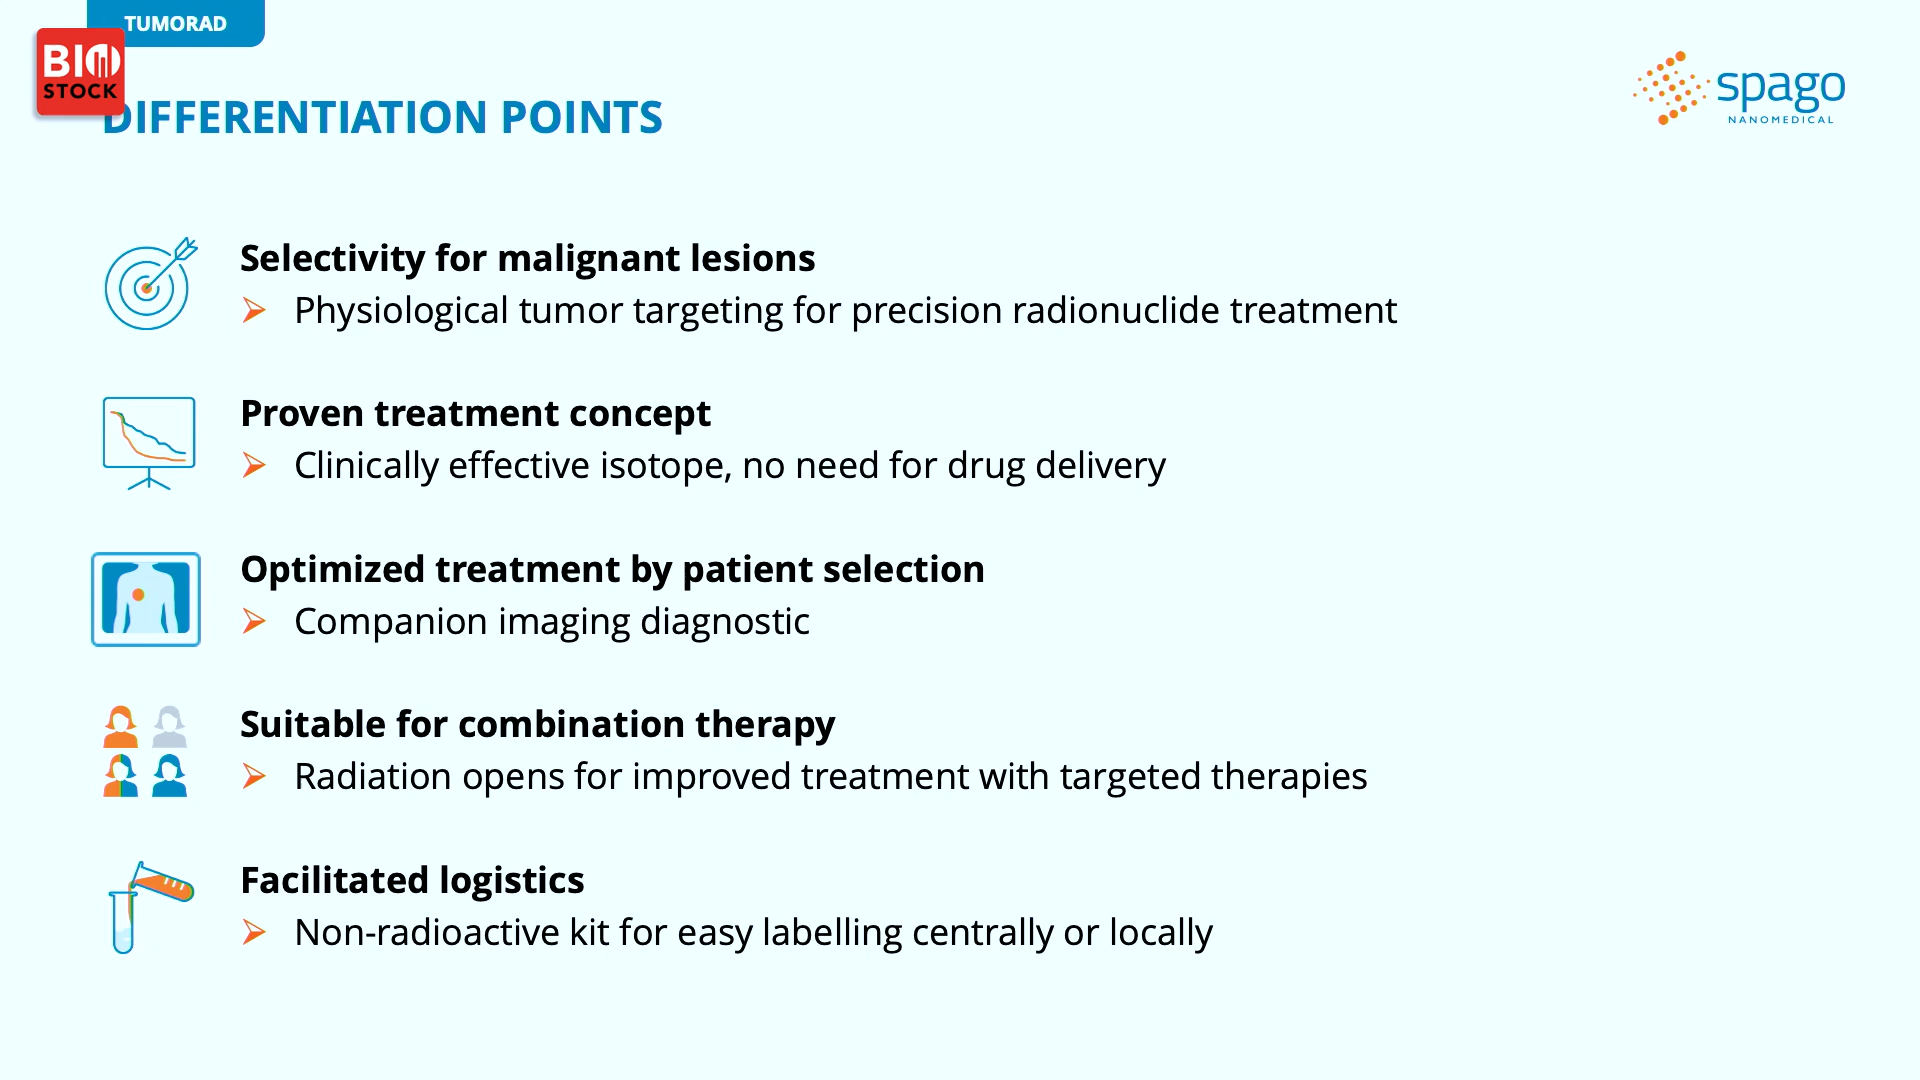 TUMORAD
BIO
STOCK
DIFFERENTIATION POINTS
spago
NANOMEDICAL
Selectivity for malignant lesions
➢ Physiological tumor targeting for precision radionuclide treatment
Proven treatment concept
➢ Clinically effective isotope, no need for drug delivery
Optimized treatment by patient selection
➢ Companion imaging diagnostic
Suitable for combination therapy
➢ Radiation opens for improved treatment with targeted therapies
Facilitated logistics
➢ Non-radioactive kit for easy labelling centrally or locally